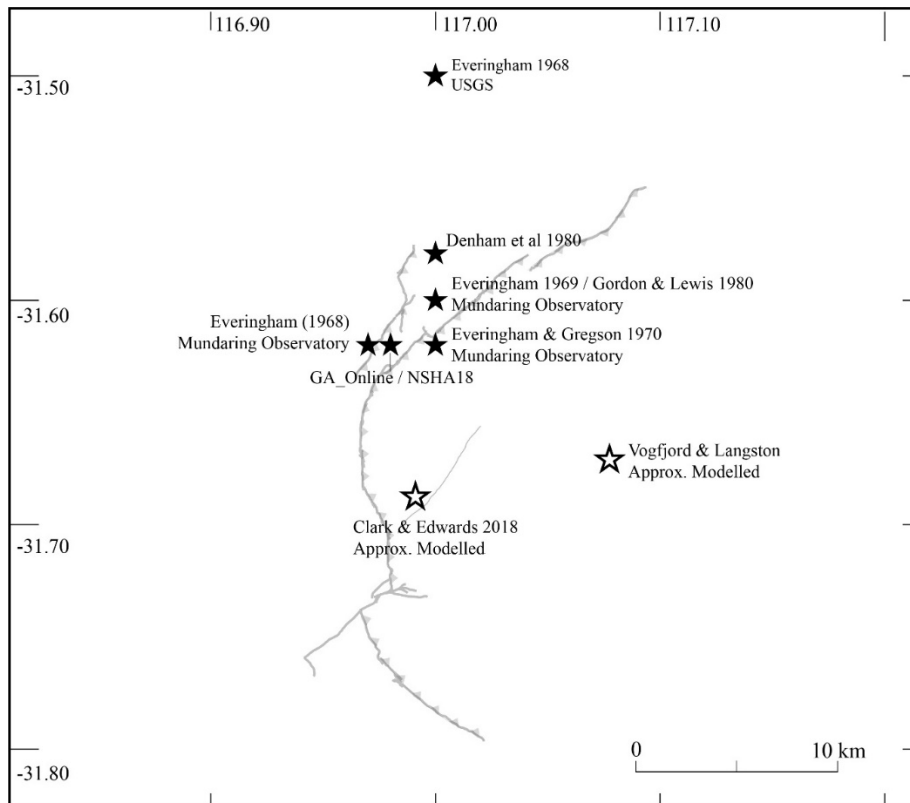 116.90
117.00
117.10
-31.50
Everingham 1968
USGS
Denham et al 1980
-31.60
Everingham 1969 / Gordon & Lewis 1980
Mundaring Observatory
Everingham (1968)
Mundaring Observatory
Everingham & Gregson 1970
Mundaring Observatory
GA_Online / NSHA18
Vogfjord & Langston
Approx. Modelled
-31.70
Clark & Edwards 2018
Approx. Modelled
0
10 km
-31.80